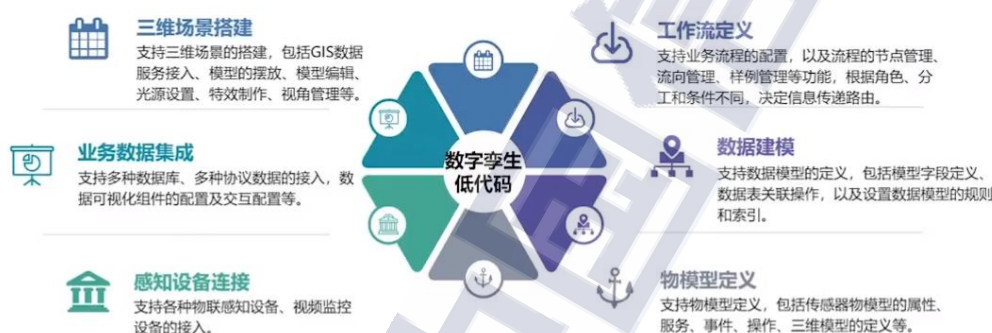 三维场景搭建
支持三维场景的搭建，包括GIS数据
服务接入、模型的摆放、模型编辑、
光源设置、特效制作、视角管理等。
业务数据集成
支持多种数据库、多种协议数据的接入，数
据可视化组件的配置及交互配置等。
感知设备连接
支持各种物联感知设备、视频监控
设备的接入。
数字孪生
低代码
工作流定义
支持业务流程的配置，以及流程的节点管理、
流向管理、样例管理等功能，根据角色、分
工和条件不同，决定信息传递路由。
数据建模
支持数据模型的定义，包括模型字段定义、
数据表关联操作，以及设置数据模型的规则
和索引。
物模型定义
支持物模型定义，包括传感器物模型的属性、
服务、事件、操作、三维模型的定义等。